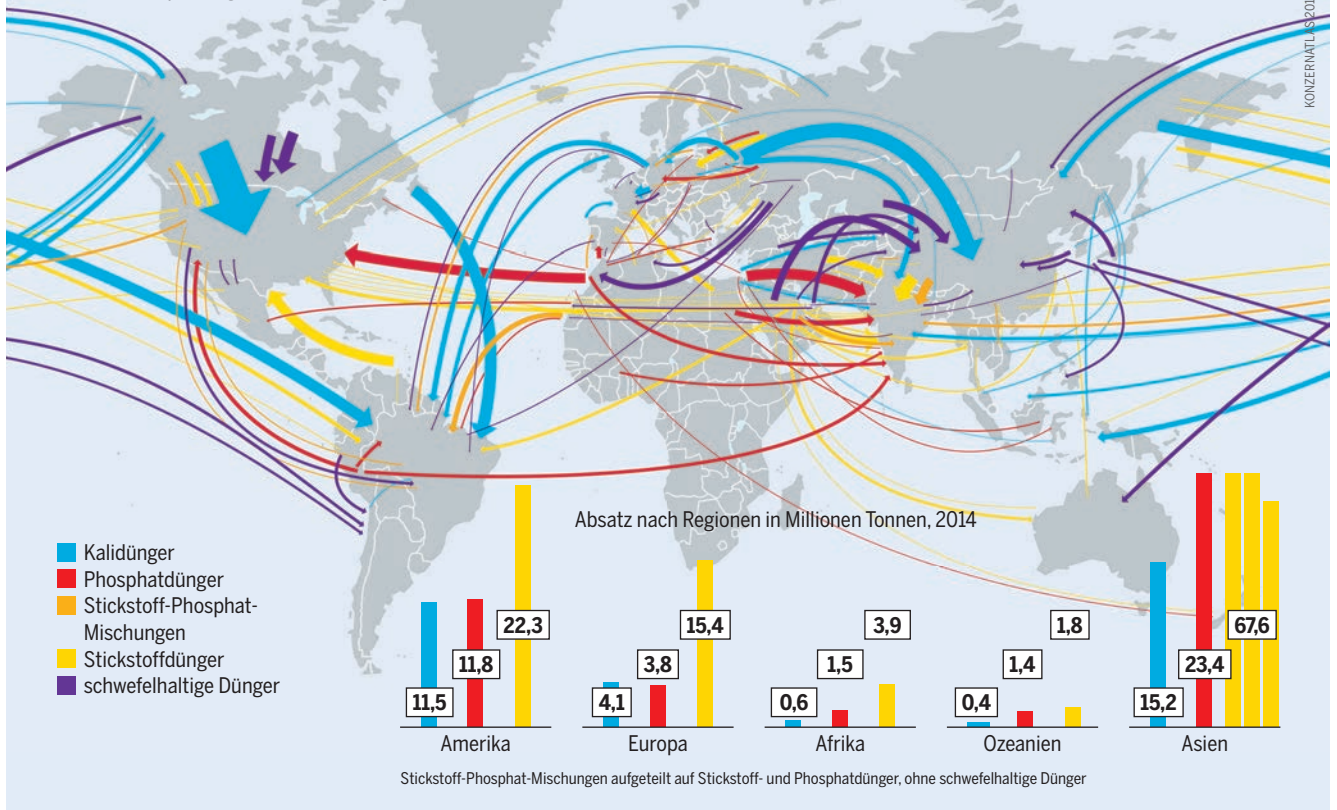 KONZERNATLAS 201
Absatz nach Regionen in Millionen Tonnen, 2014
Kalidünger
Phosphatdünger
Stickstoff-Phosphat-
Mischungen
Stickstoffdünger
schwefelhaltige Dünger
11,5
11,8
22,3
Amerika
4,1
3,8
15,4
Europa
0,6
1,5
3,9
Afrika
0,4
1,4
1,8
Ozeanien
15,2
23,4
67,6
Asien
Stickstoff-Phosphat-Mischungen aufgeteilt auf Stickstoff- und Phosphatdünger, ohne schwefelhaltige Dünger